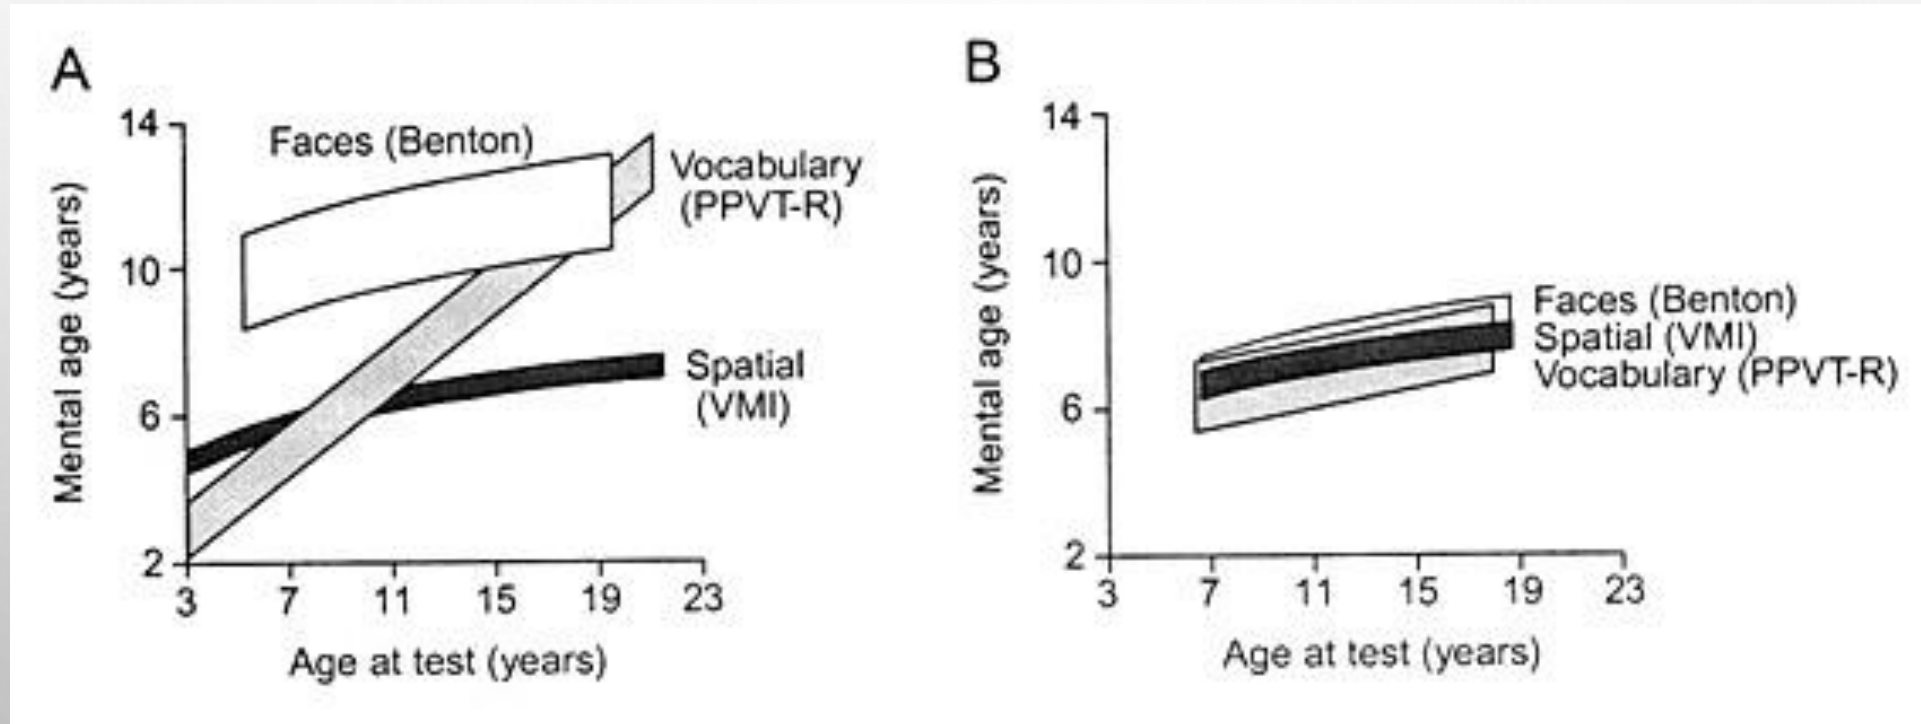 A
Mental age (years)
14
10
6
2
Faces (Benton)
Vocabulary
(PPVT-R)
Spatial
(VMI)
3 7 11 15 19 23
Age at test (years)
B
Mental age (years)
14
10
6
2
Faces (Benton)
Spatial (VMI)
Vocabulary (PPVT-R)
3 7 11 15 19 23
Age at test (years)